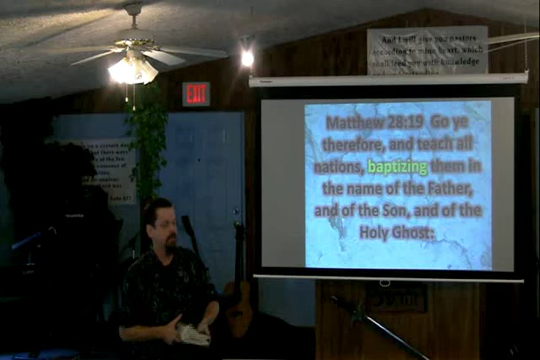 And I will give you pastors
according to mine heart, which
shall feed you with knowledge
EXIT
Matthew 28:19 Go ye
therefore, and teach all
nations, baptizing them in
the name of the Father,
and of the Son, and of the
Holy Ghost: